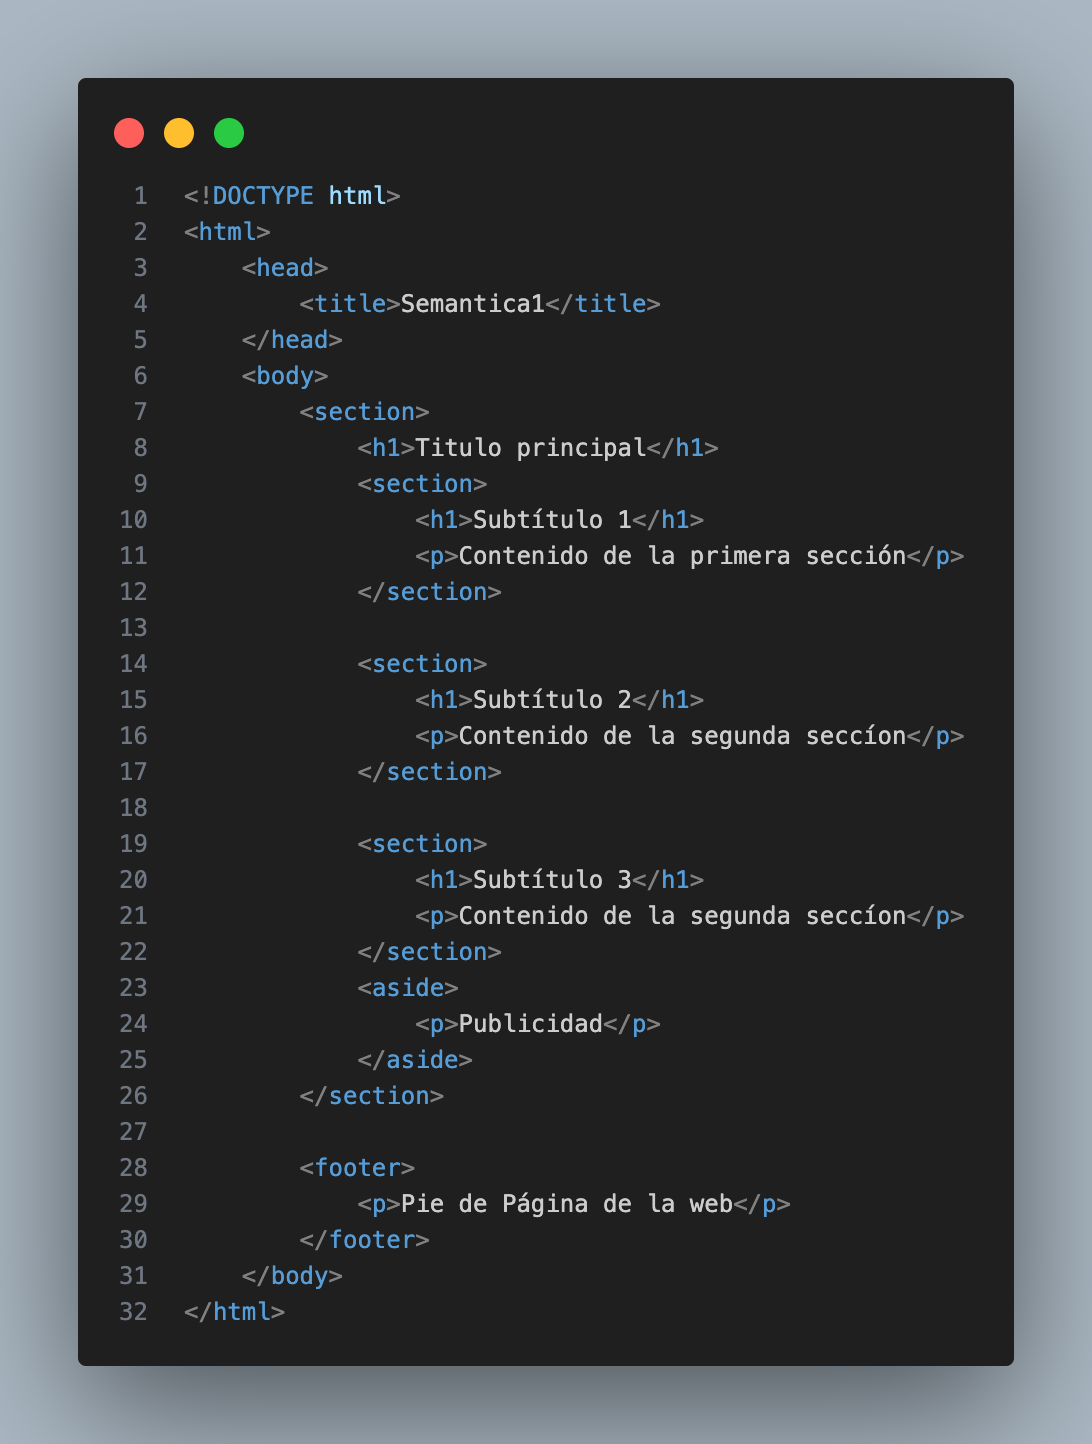 1 <!DOCTYPE html>
2 <html>
3     <head>
4         <title>Semantica1</title>
5     </head>
6     <body>
7         <section>
8             <h1>Titulo principal</h1>
9             <section>
10                 <h1>Subtítulo 1</h1>
11                 <p>Contenido de la primera sección</p>
12             </section>
13
14             <section>
15                 <h1>Subtítulo 2</h1>
16                 <p>Contenido de la segunda seccíon</p>
17             </section>
18
19             <section>
20                 <h1>Subtítulo 3</h1>
21                 <p>Contenido de la segunda seccíon</p>
22             </section>
23             <aside>
24                 <p>Publicidad</p>
25             </aside>
26         </section>
27
28         <footer>
29             <p>Pie de Página de la web</p>
30         </footer>
31     </body>
32 </html>